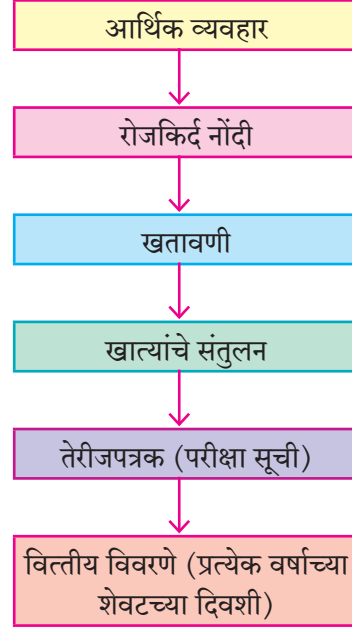 आर्थिक व्यवहार
रोजकिर्द नोंदी
खतावणी
खात्यांचे संतुलन
तेरीजपत्रक (परीक्षा सूची)
वित्तीय विवरणे (प्रत्येक वर्षाच्या
शेवटच्या दिवशी)